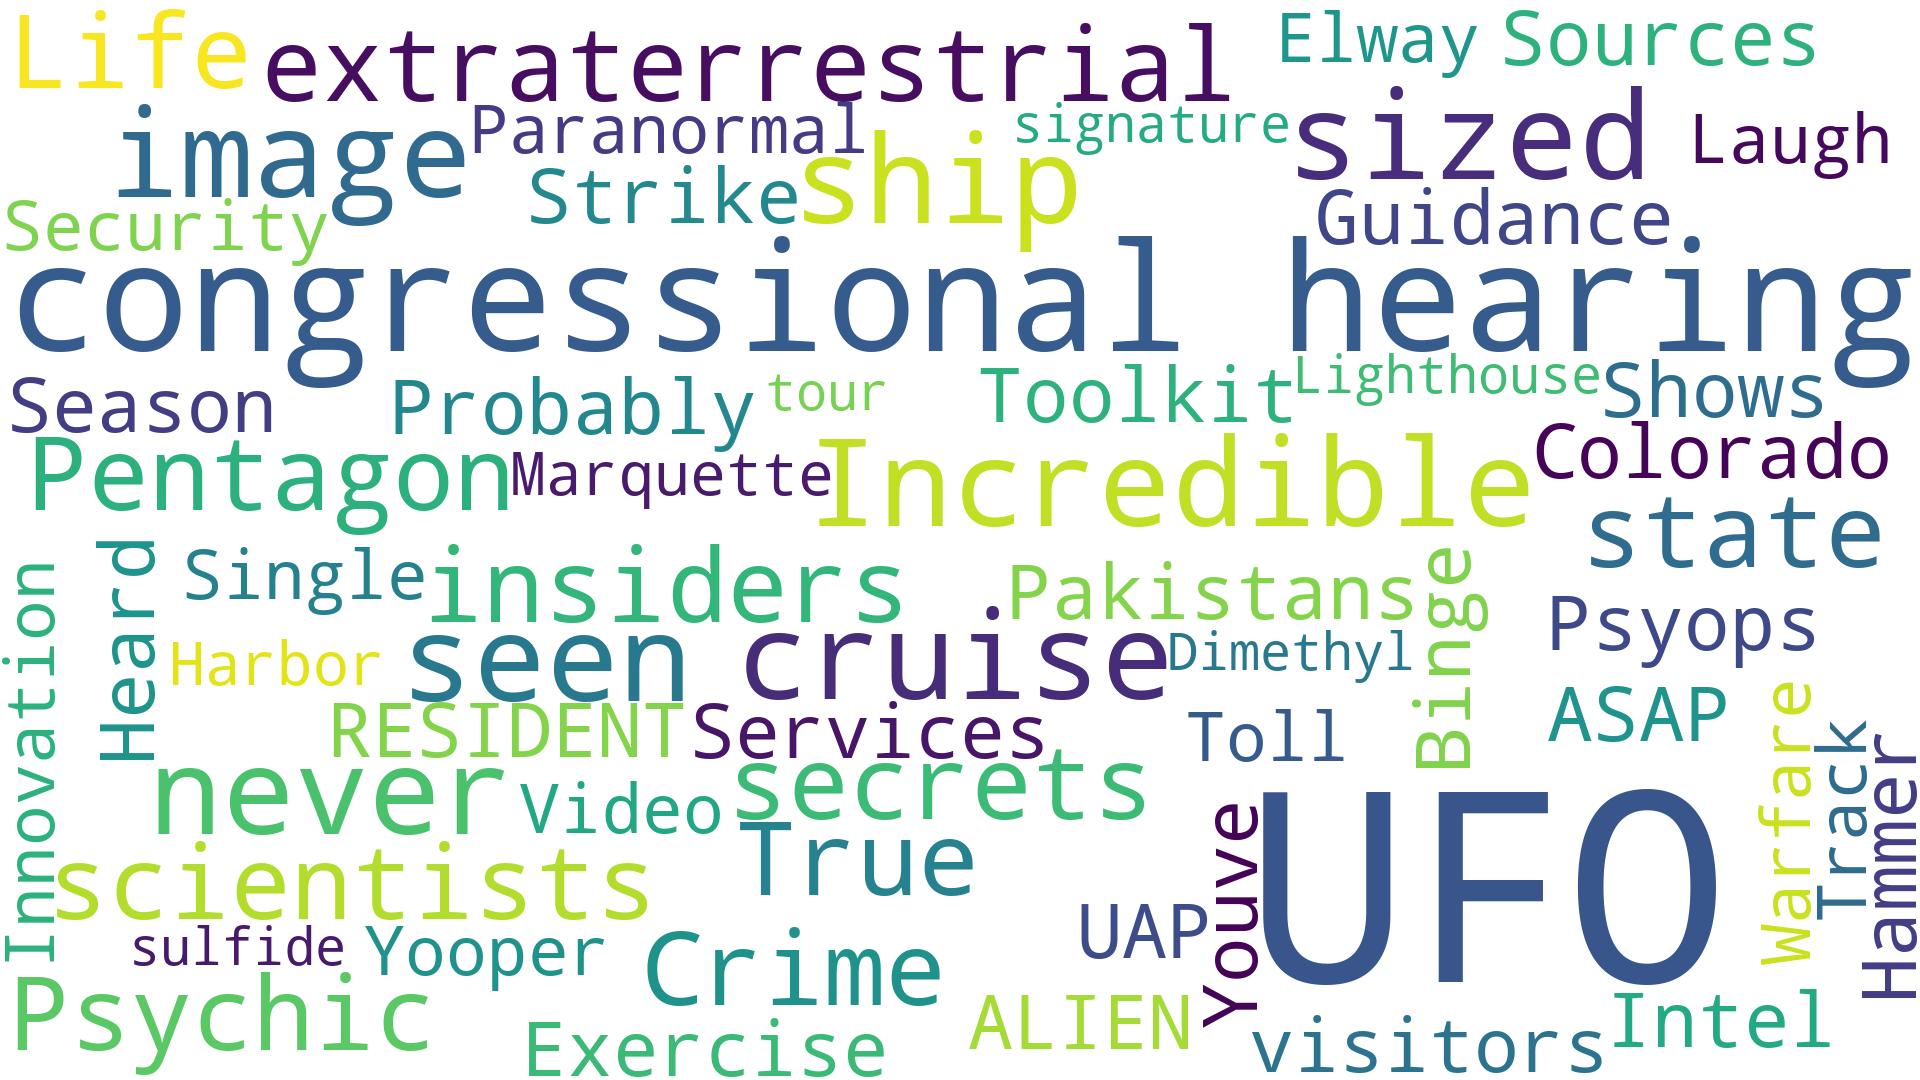 Life
extraterrestrial
Elway
Sources
image
Paranormal
signature
sized
Laugh
Strike
ship
Security
Guidance
congressional hearing
Season
Probably
tour
Toolkit
Lighthouse
Shows
Pentagon
Marquette
Incredible
Colorado
state
Heard
Single
insiders
Pakistans
Binge
Innovation
Harbor
seen
cruise
Dimethyl
Psyops
RESIDENT
Services
Toll
ASAP
Warfare
Track
Hammer
never
Video
secrets
Youve
UFO
scientists
True
sulfide
Yooper
Crime
UAP
Psychic
Exercise
ALIEN
visitors
Intel